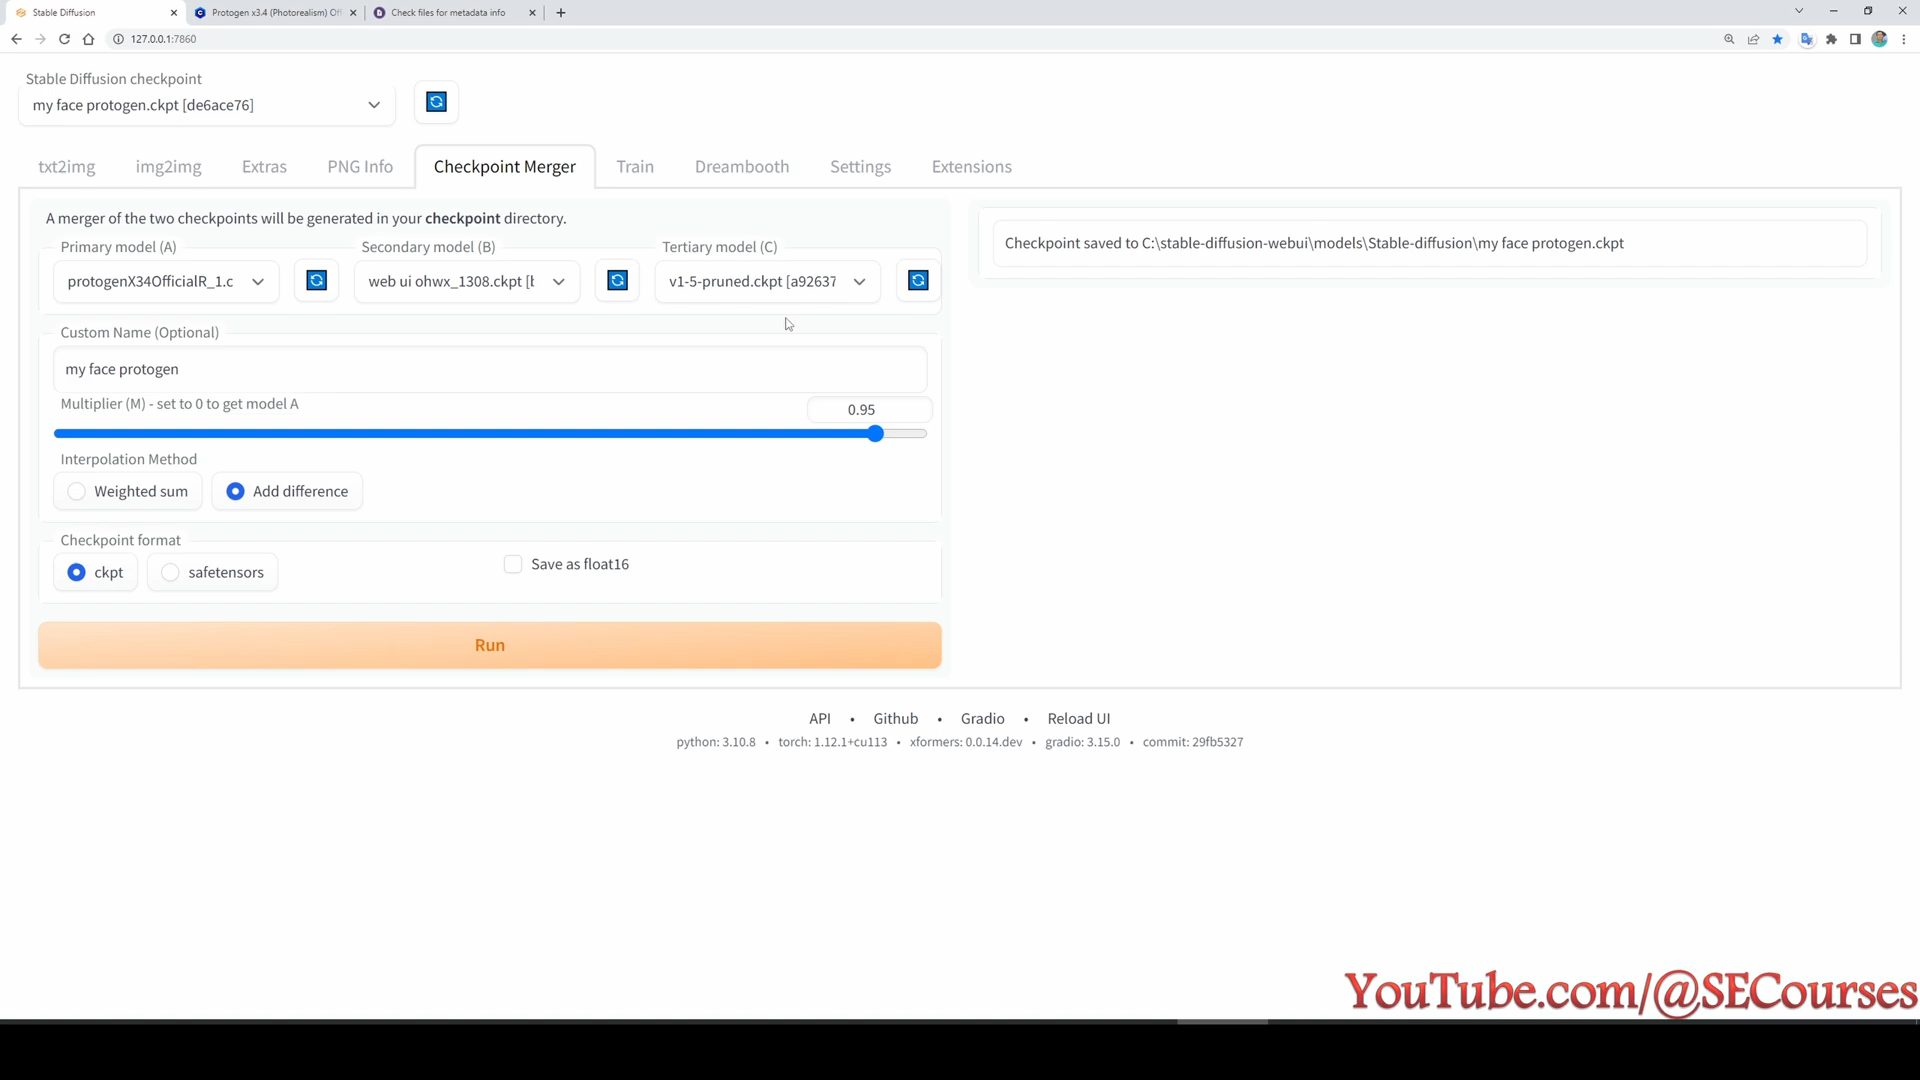 Stable Diffusion
Protogen x3.4 (Photorealism) Off
Check files for metadata info
127.0.0.1:7860
Stable Diffusion checkpoint
my face protogen.ckpt [de6ace76]
txt2img
img2img
Extras
PNG Info
Checkpoint Merger
Train
Dreambooth
Settings
Extensions
A merger of the two checkpoints will be generated in your checkpoint directory.
Primary model (A)
Secondary model (B)
Tertiary model (C)
protogenX34OfficialR_1.c
web ui ohwx_1308.ckpt [b
v1-5-pruned.ckpt [a92637
Custom Name (Optional)
my face protogen
Multiplier (M) - set to 0 to get model A
0.95
Interpolation Method
Weighted sum
Add difference
Checkpoint format
ckpt
safetensors
Save as float16
Run
Checkpoint saved to C:\stable-diffusion-webui\models\Stable-diffusion\my face protogen.ckpt
API • Github • Gradio • Reload UI
python: 3.10.8 • torch: 1.12.1+cu113 • xformers: 0.0.14.dev • gradio: 3.15.0 • commit: 29fb5327
YouTube.com/@SECourses